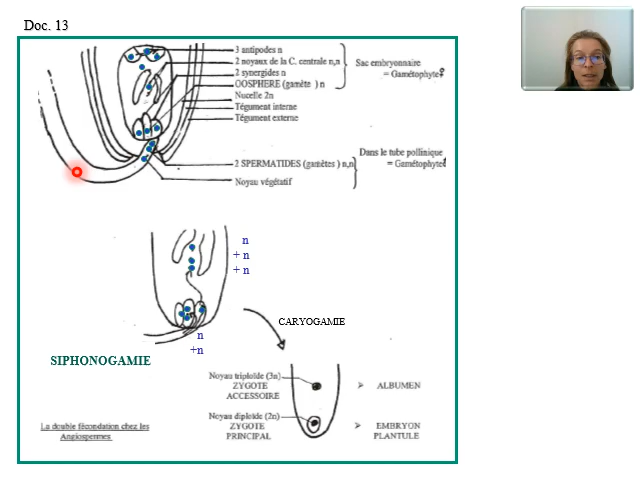 Doc. 13
3 antipodes n
2 noyaux de la C. centrale n,n
2 synergides n
OOSPHERE (gamète ) n
Nucelle 2n
Tégument interne
Tégument externe
Sac embryonnaire
= Gamétophyte♀
2 SPERMATIDES (gamètes) n,n
Noyau végétatif
Dans le tube pollinique
= Gamétophyte♂
n
+ n
+ n
n
+n
CARYOGAMIE
SIPHONOGAMIE
Noyau triploïde (3n)
ZYGOTE
ACCESSOIRE
> ALBUMEN
Noyau diploïde (2n)
ZYGOTE
PRINCIPAL
> EMBRYON
PLANTULE
La double fécondation chez les
Angiospermes